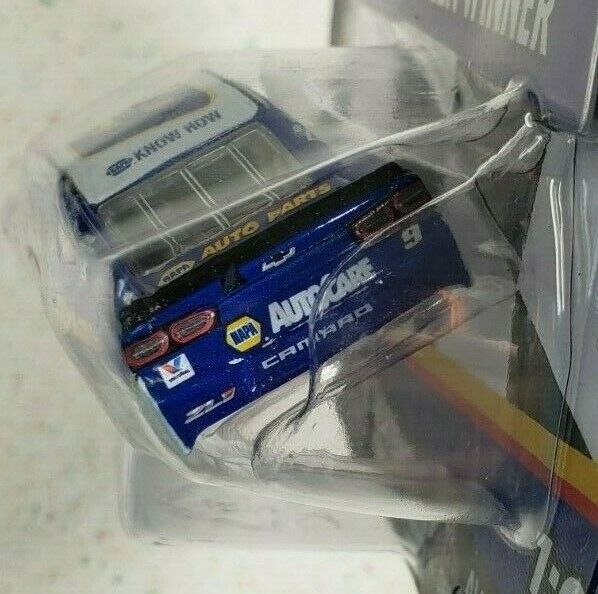 WINNER
NAPA KNOW HOW
NAPA AUTO PARTS
9
NAPA AUTOCARE
CAMARO
ZL1